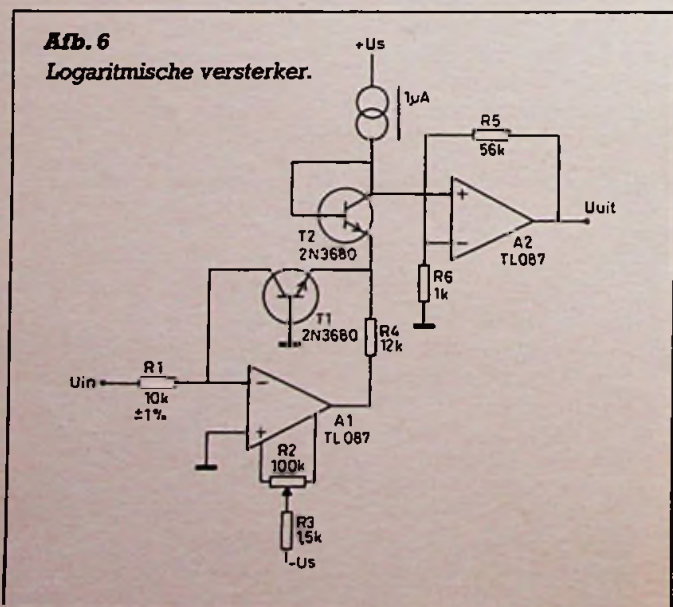 Afb. 6
Logaritmische versterker.
+Us
1µA
R5
56k
T2
2N3680
+
−
A2
TL087
Uuit
R6
1k
T1
2N3680
R4
12k
Uin
R1
10k
±1%
−
+
A1
TL087
R2
100k
R3
1,5k
-Us